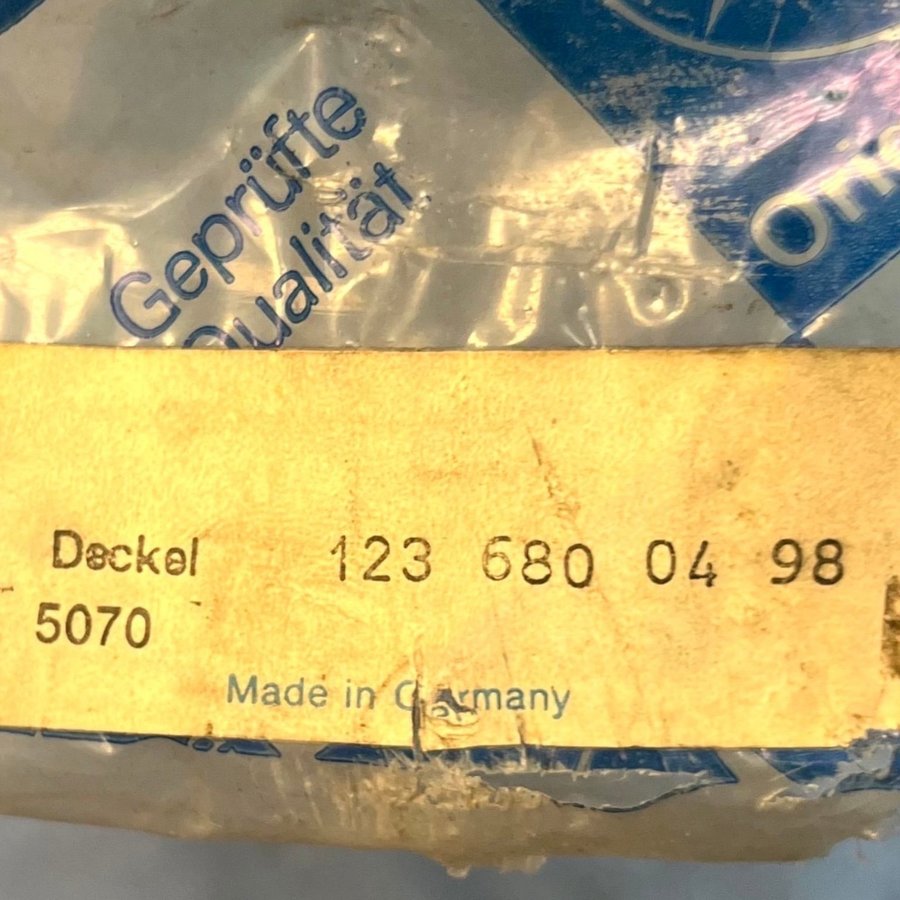 Geprüfte
Qualität
Deckel 123 680 04 98
5070
Made in Germany